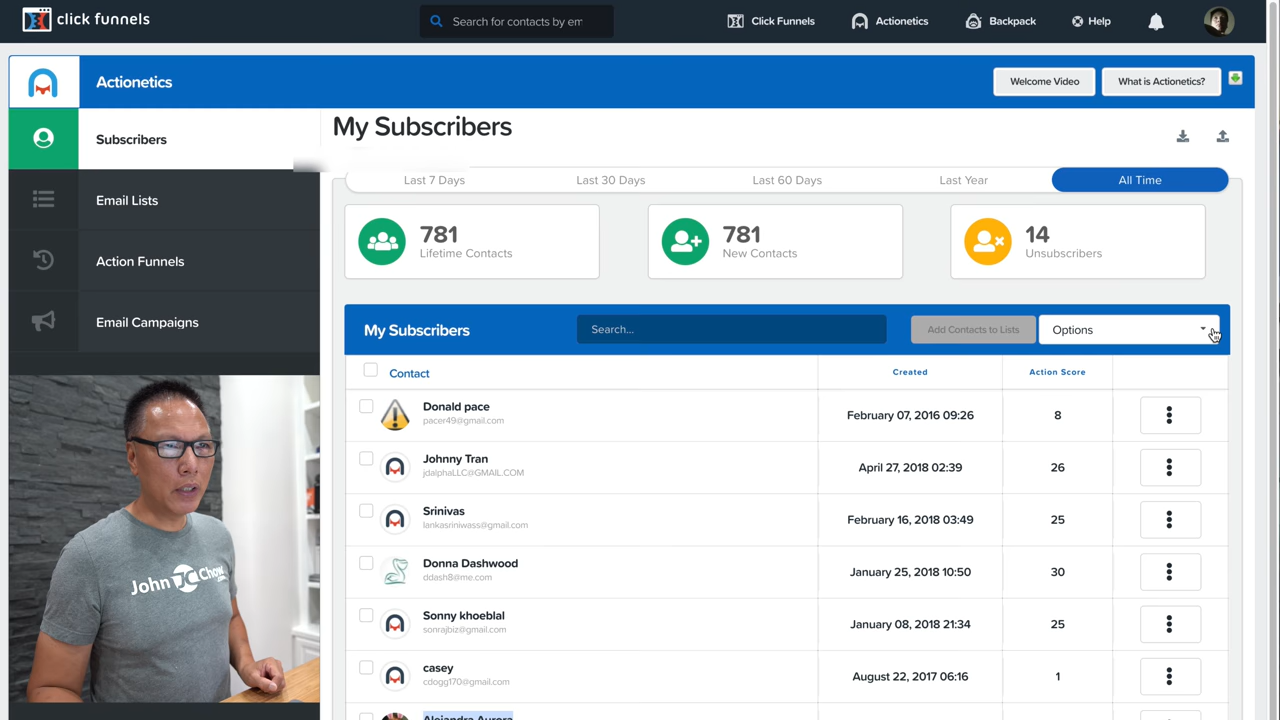 click funnels
Search for contacts by em
Click Funnels
Actionetics
Backpack
Help
Actionetics
Welcome Video
What is Actionetics?
Subscribers
Email Lists
Action Funnels
Email Campaigns
My Subscribers
Last 7 Days
Last 30 Days
Last 60 Days
Last Year
All Time
781
Lifetime Contacts
781
New Contacts
14
Unsubscribers
My Subscribers
Search...
Add Contacts to Lists
Options
Contact
Created
Action Score
Donald pace
pacer49@gmail.com
February 07, 2016 09:26
8
Johnny Tran
jdalphaLLC@GMAIL.COM
April 27, 2018 02:39
26
Srinivas
lankasriniwass@gmail.com
February 16, 2018 03:49
25
Donna Dashwood
ddash8@me.com
January 25, 2018 10:50
30
Sonny khoeblal
sonrajbiz@gmail.com
January 08, 2018 21:34
25
casey
cdogg170@gmail.com
August 22, 2017 06:16
1
Alejandra Aurora
John Chow